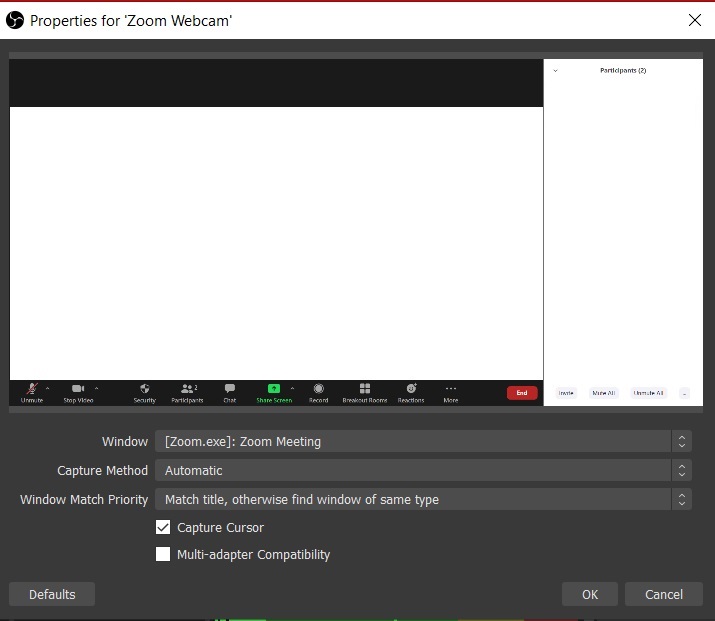 Properties for 'Zoom Webcam'
Participants (2)
Unmute
Stop Video
Security
2
Participants
Chat
Share Screen
Record
Breakout Rooms
Reactions
More
End
Invite
Mute All
Unmute All
...
Window [Zoom.exe]: Zoom Meeting
Capture Method Automatic
Window Match Priority Match title, otherwise find window of same type
Capture Cursor
Multi-adapter Compatibility
Defaults
OK
Cancel